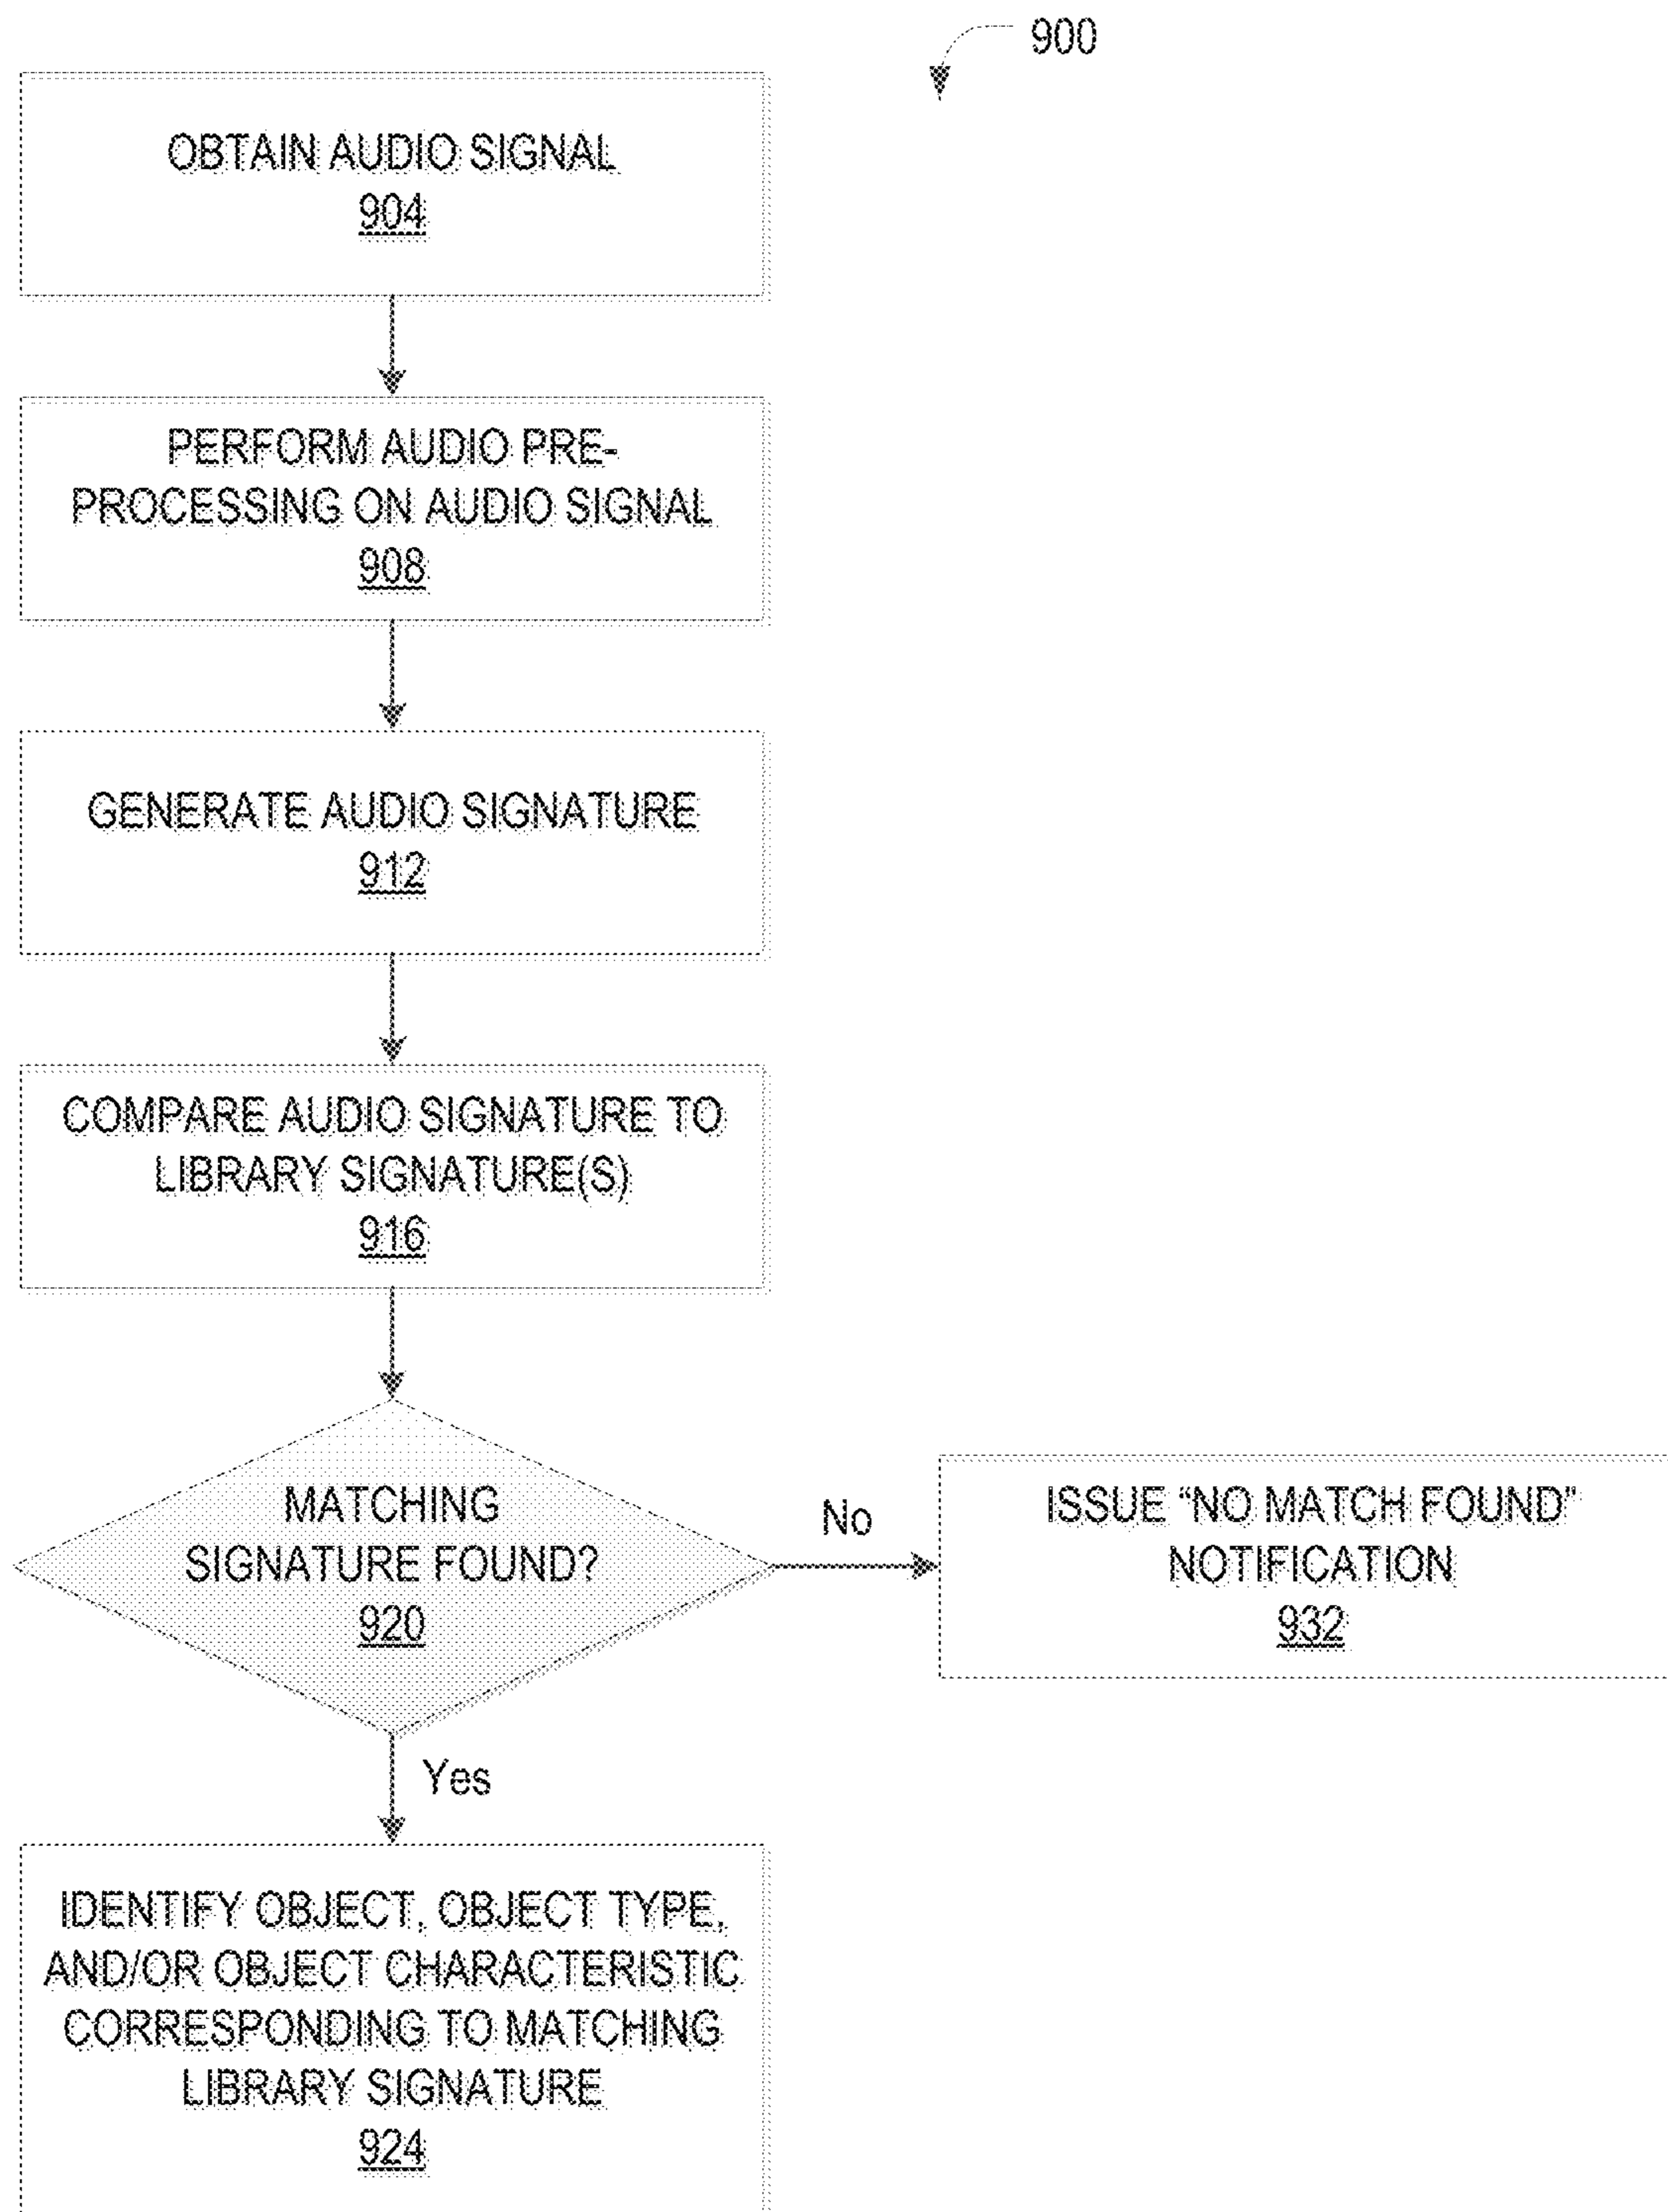 900
OBTAIN AUDIO SIGNAL
904
PERFORM AUDIO PRE-
PROCESSING ON AUDIO SIGNAL
908
GENERATE AUDIO SIGNATURE
912
COMPARE AUDIO SIGNATURE TO
LIBRARY SIGNATURE(S)
916
MATCHING
SIGNATURE FOUND?
920
No
ISSUE “NO MATCH FOUND”
NOTIFICATION
932
Yes
IDENTIFY OBJECT, OBJECT TYPE,
AND/OR OBJECT CHARACTERISTIC
CORRESPONDING TO MATCHING
LIBRARY SIGNATURE
924